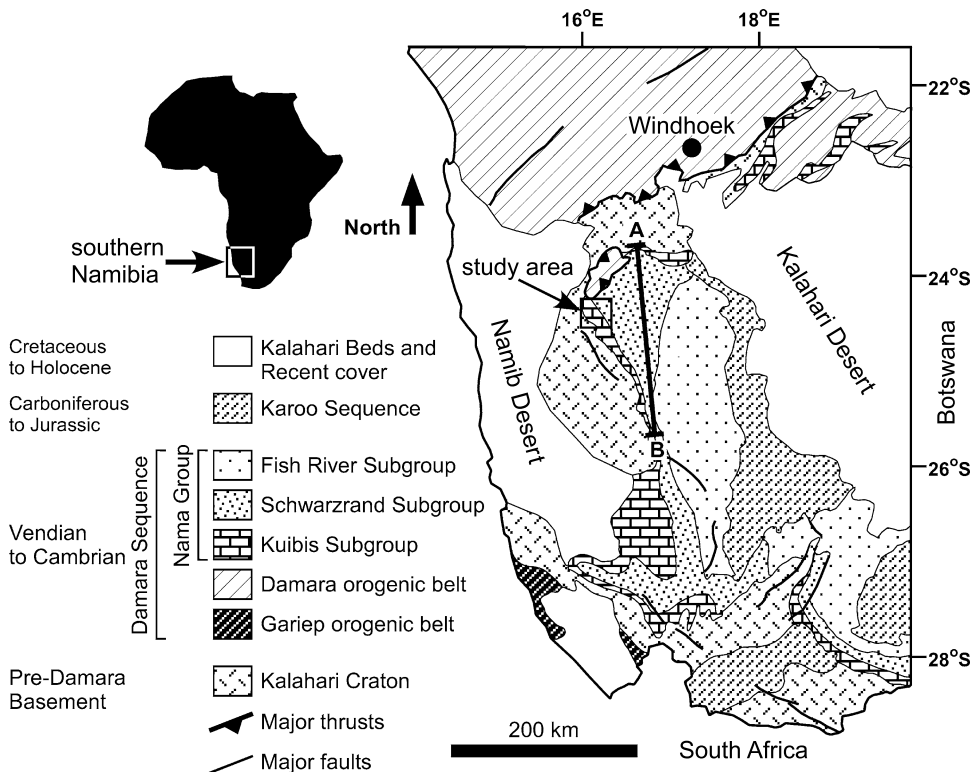 16°E
18°E
22°S
Windhoek
North
A
southern
Namibia
study area
24°S
Kalahari Desert
Namib Desert
Botswana
Cretaceous
to Holocene
Kalahari Beds and
Recent cover
Carboniferous
to Jurassic
Karoo Sequence
B
26°S
Vendian
to Cambrian
Damara Sequence
Nama Group
Fish River Subgroup
Schwarzrand Subgroup
Kuibis Subgroup
Damara orogenic belt
Gariep orogenic belt
28°S
Pre-Damara
Basement
Kalahari Craton
Major thrusts
Major faults
200 km
South Africa